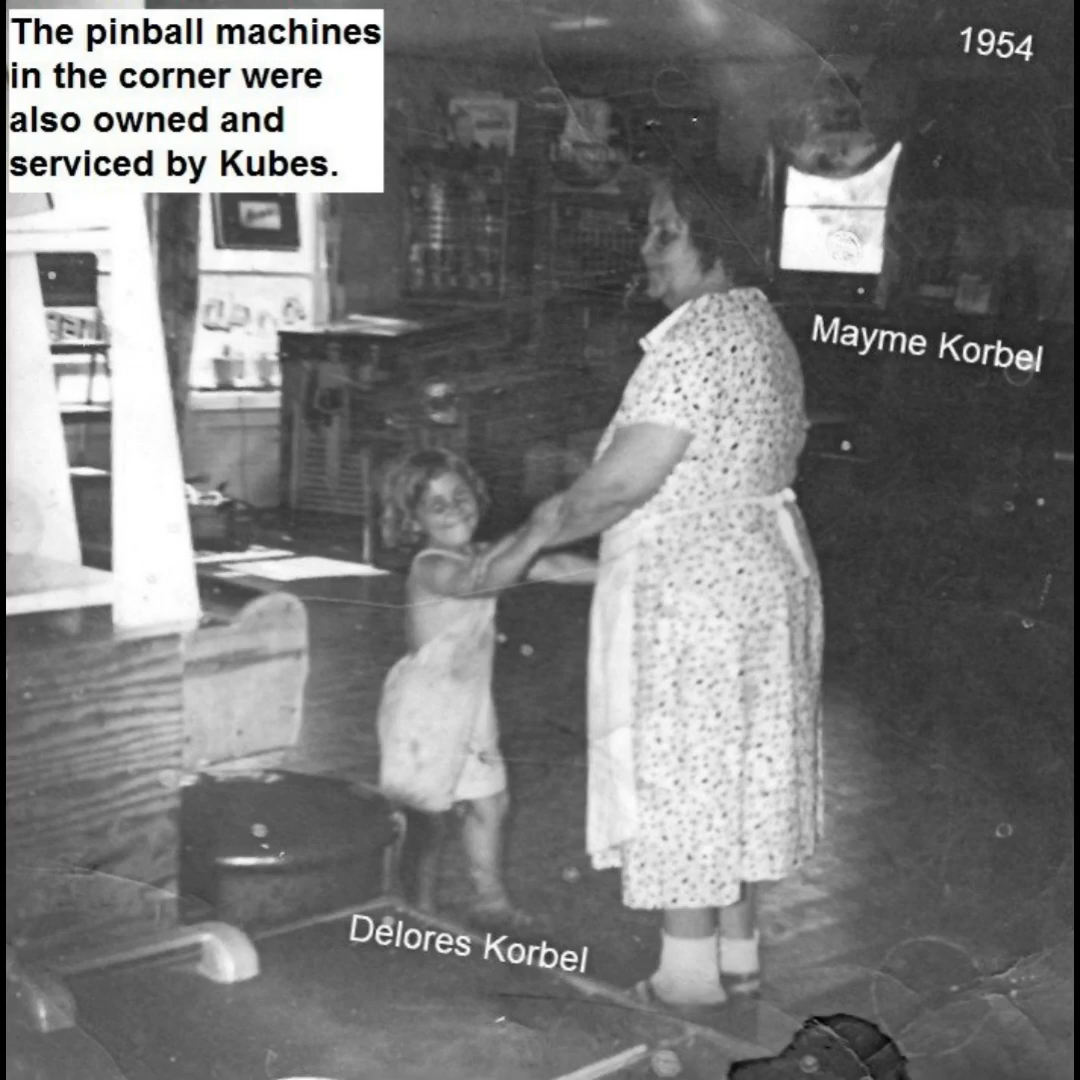 The pinball machines
in the corner were
also owned and
serviced by Kubes.
1954
Mayme Korbel
Delores Korbel